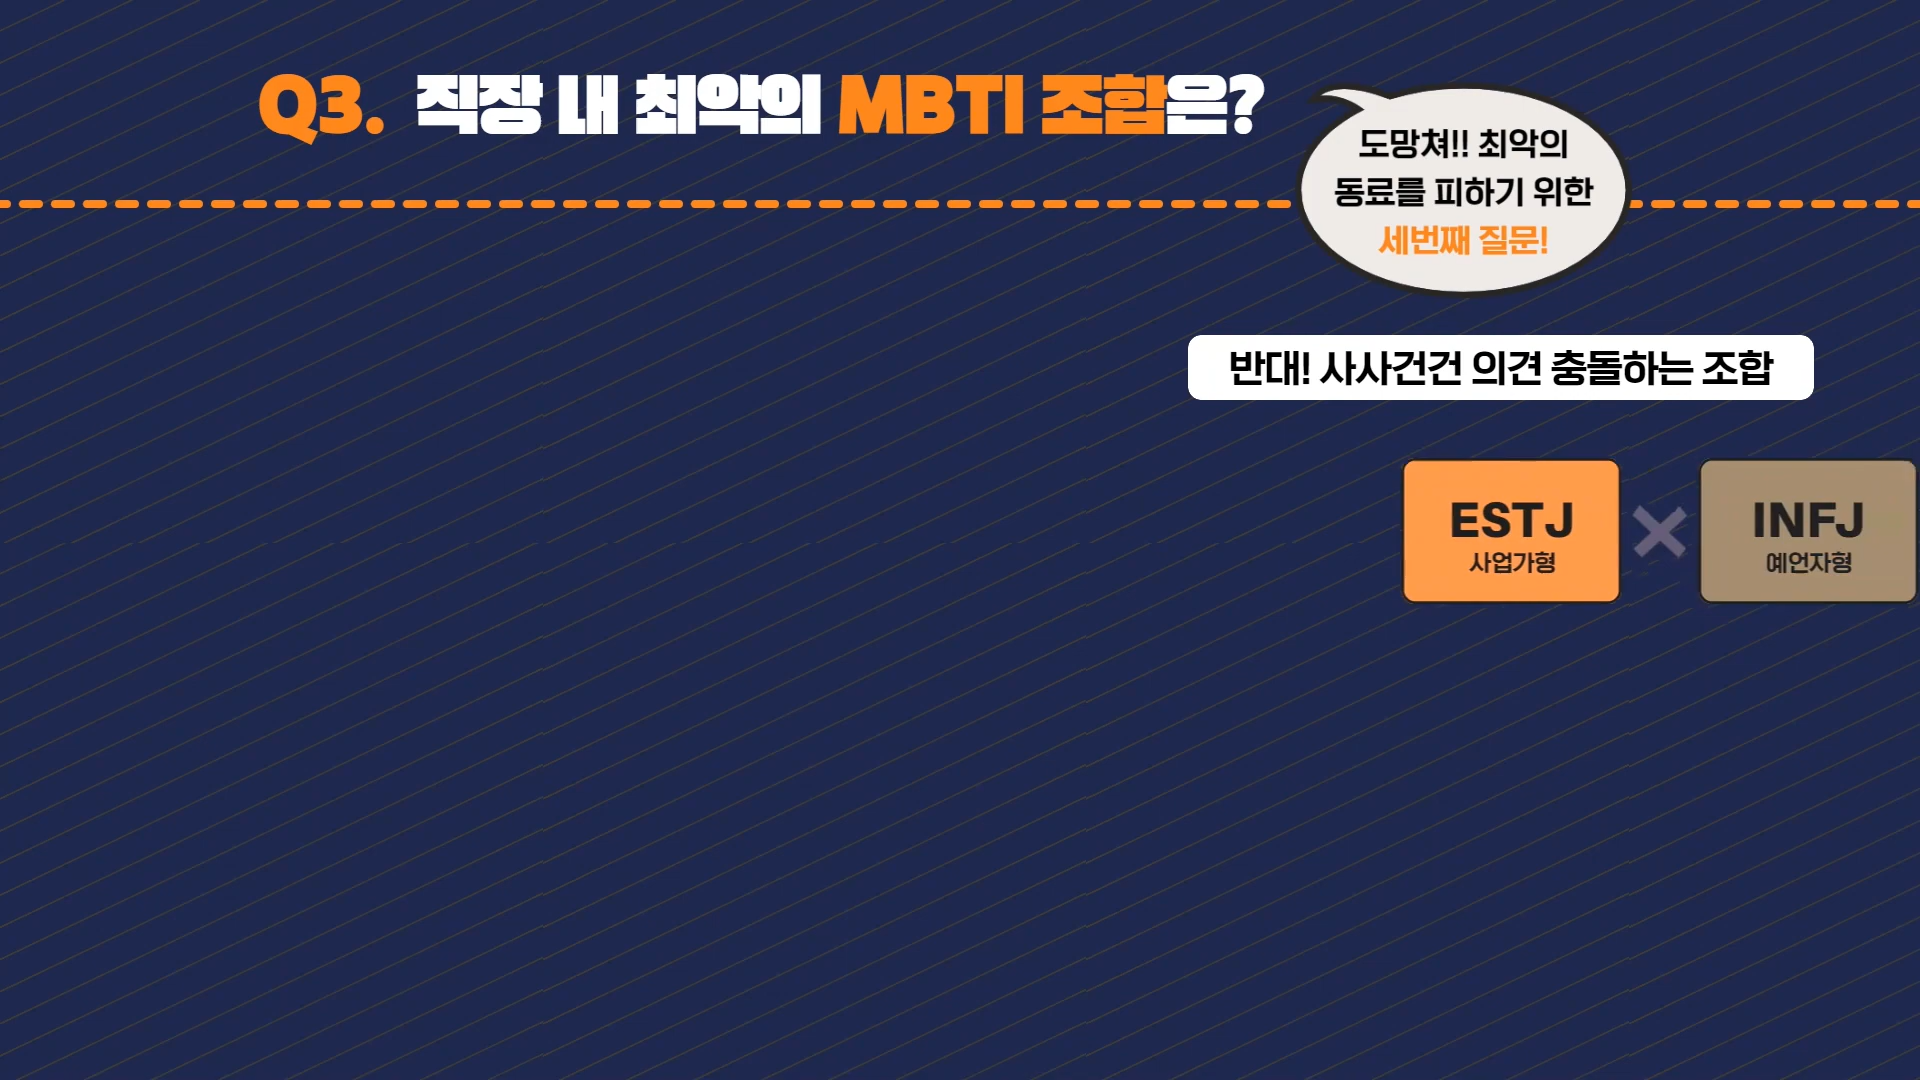 Q3. 직장 내 최악의 MBTI 조합은?
도망쳐!! 최악의
동료를 피하기 위한
세번째 질문!
반대! 사사건건 의견 충돌하는 조합
ESTJ
사업가형
×
INFJ
예언자형